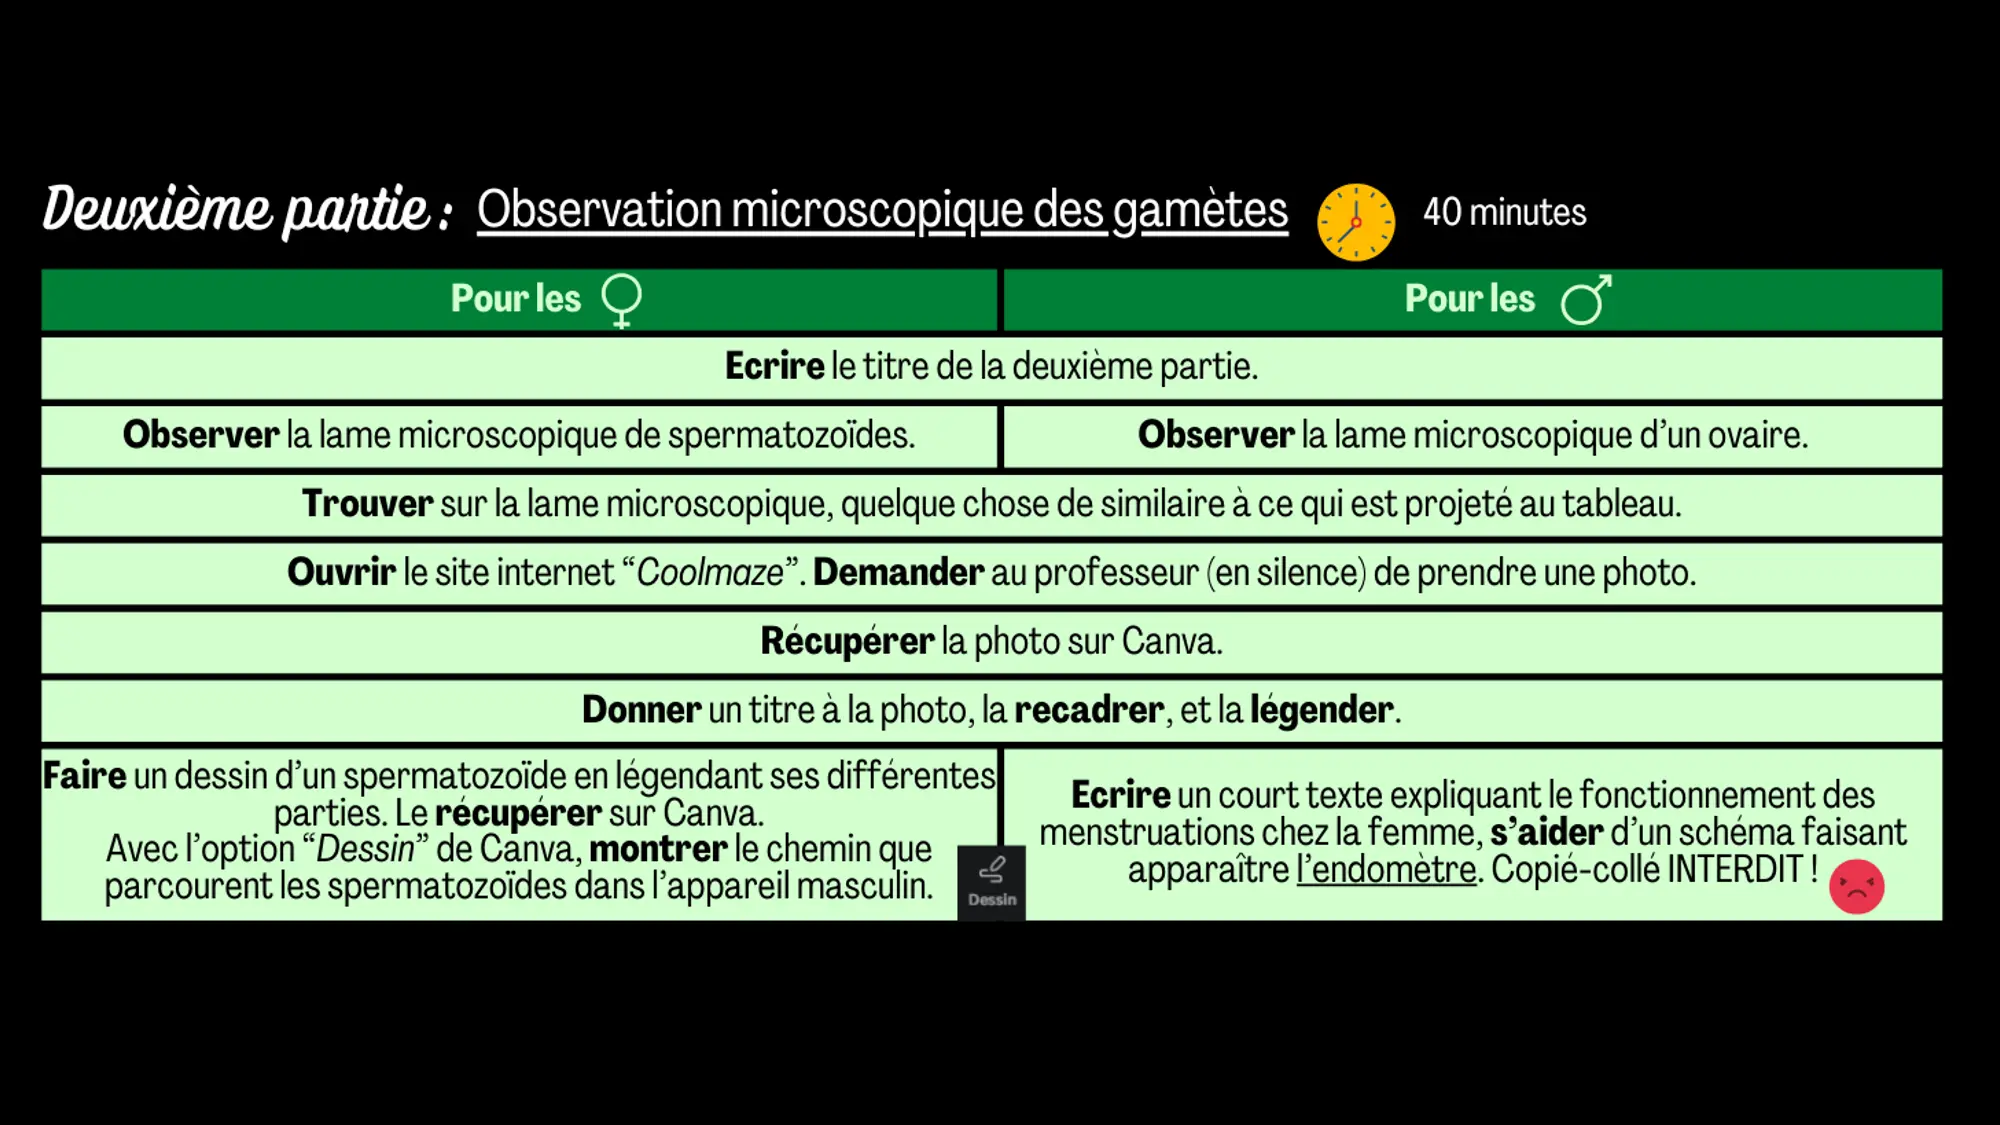 Deuxième partie : Observation microscopique des gamètes 40 minutes
Pour les
Pour les
Ecrire le titre de la deuxième partie.
Observer la lame microscopique de spermatozoïdes.
Observer la lame microscopique d’un ovaire.
Trouver sur la lame microscopique, quelque chose de similaire à ce qui est projeté au tableau.
Ouvrir le site internet “Coolmaze”. Demander au professeur (en silence) de prendre une photo.
Récupérer la photo sur Canva.
Donner un titre à la photo, la recadrer, et la légender.
Faire un dessin d’un spermatozoïde en légendant ses différentes
parties. Le récupérer sur Canva.
Avec l’option “Dessin” de Canva, montrer le chemin que
parcourent les spermatozoïdes dans l’appareil masculin.
Dessin
Ecrire un court texte expliquant le fonctionnement des
menstruations chez la femme, s’aider d’un schéma faisant
apparaître l’endomètre. Copié-collé INTERDIT !